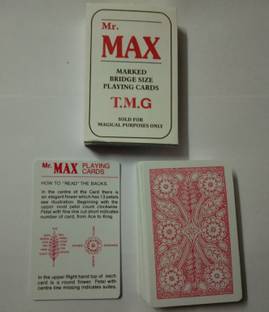 Mr.
MAX
MARKED
BRIDGE SIZE
PLAYING CARDS
T.M.G
SOLD FOR
MAGICAL PURPOSES ONLY
Mr. MAX PLAYING
CARDS
HOW TO "READ" THE BACKS.
In the centre of the Card there is
an elegant flower which has 13 petals
see illustration. Beginning with the
upper most petal count clockwise.
Petal with fine line cut short indicates
number of card, from Ace to King.
In the upper Right hand top of each
card is a round flower. Petal with
centre line missing indicates suites.